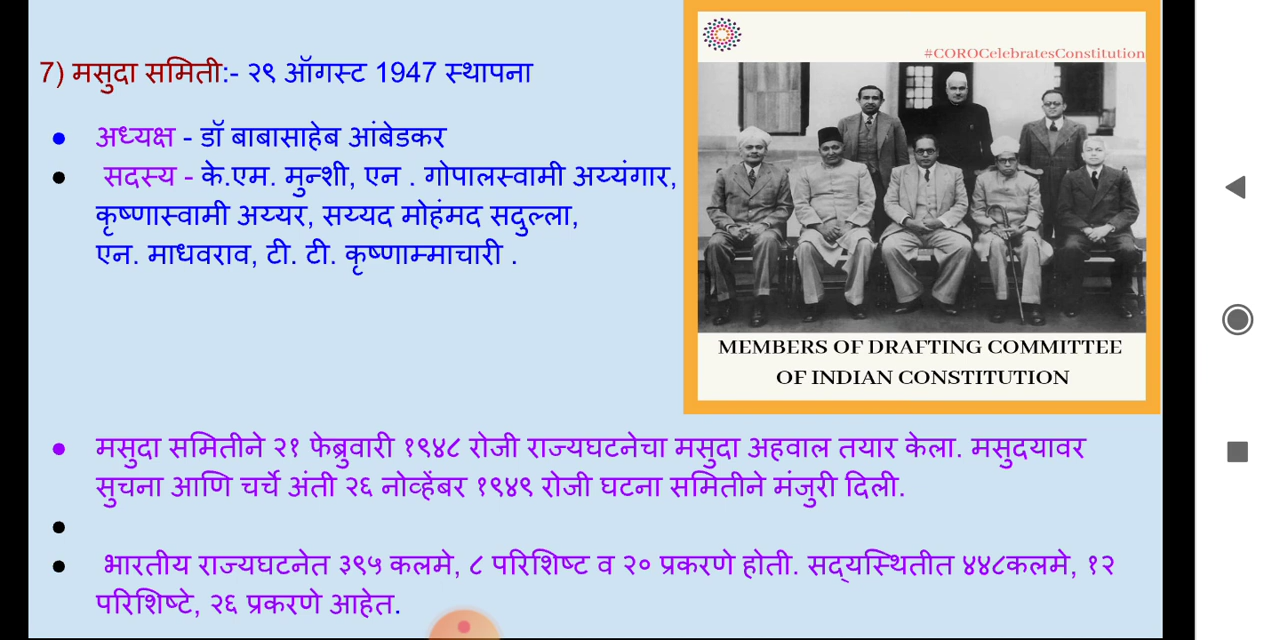 7) मसुदा समिती:- २९ ऑगस्ट 1947 स्थापना
अध्यक्ष - डॉ बाबासाहेब आंबेडकर
सदस्य - के.एम. मुन्शी, एन . गोपालस्वामी अय्यंगार,
कृष्णास्वामी अय्यर, सय्यद मोहंमद सदुल्ला,
एन. माधवराव, टी. टी. कृष्णाम्माचारी .
#COROCelebratesConstitution
MEMBERS OF DRAFTING COMMITTEE
OF INDIAN CONSTITUTION
मसुदा समितीने २१ फेब्रुवारी १९४८ रोजी राज्यघटनेचा मसुदा अहवाल तयार केला. मसुदयावर
सुचना आणि चर्चे अंती २६ नोव्हेंबर १९४९ रोजी घटना समितीने मंजुरी दिली.
भारतीय राज्यघटनेत ३९५ कलमे, ८ परिशिष्ट व २० प्रकरणे होती. सद्‌यस्थितीत ४४८कलमे, १२
परिशिष्टे, २६ प्रकरणे आहेत.